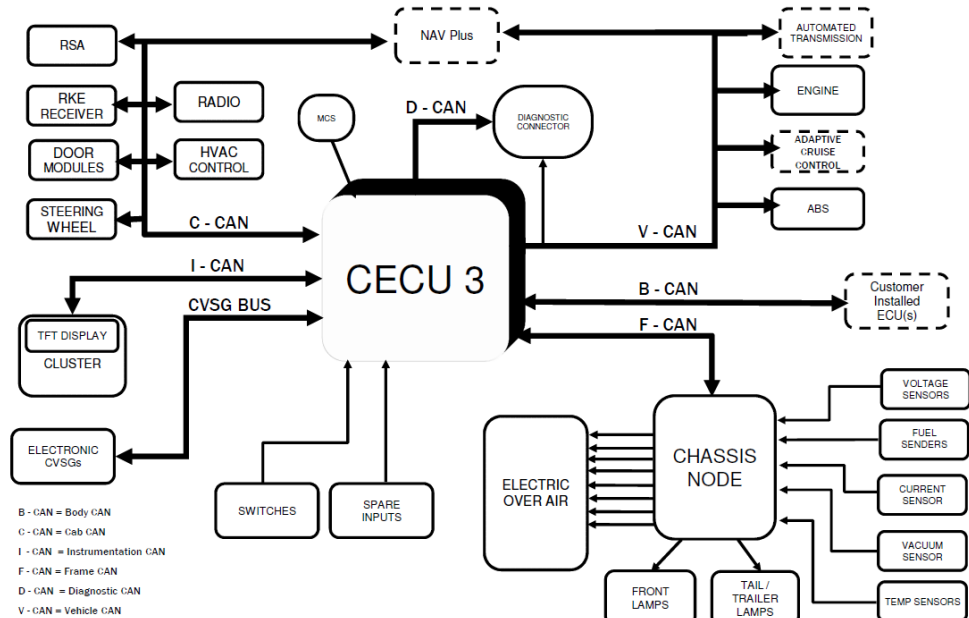 RSA
NAV Plus
AUTOMATED
TRANSMISSION
RKE
RECEIVER
RADIO
MCS
D - CAN
DIAGNOSTIC
CONNECTOR
ENGINE
DOOR
MODULES
HVAC
CONTROL
ADAPTIVE
CRUISE
CONTROL
STEERING
WHEEL
C - CAN
V - CAN
ABS
I - CAN
CECU 3
B - CAN
Customer
Installed
ECU(s)
CVSG BUS
F - CAN
TFT DISPLAY
CLUSTER
ELECTRONIC
CVSGs
SWITCHES
SPARE
INPUTS
ELECTRIC
OVER AIR
CHASSIS
NODE
VOLTAGE
SENSORS
FUEL
SENDERS
CURRENT
SENSOR
VACUUM
SENSOR
TEMP SENSORS
FRONT
LAMPS
TAIL /
TRAILER
LAMPS
B - CAN = Body CAN
C - CAN = Cab CAN
I - CAN = Instrumentation CAN
F - CAN = Frame CAN
D - CAN = Diagnostic CAN
V - CAN = Vehicle CAN